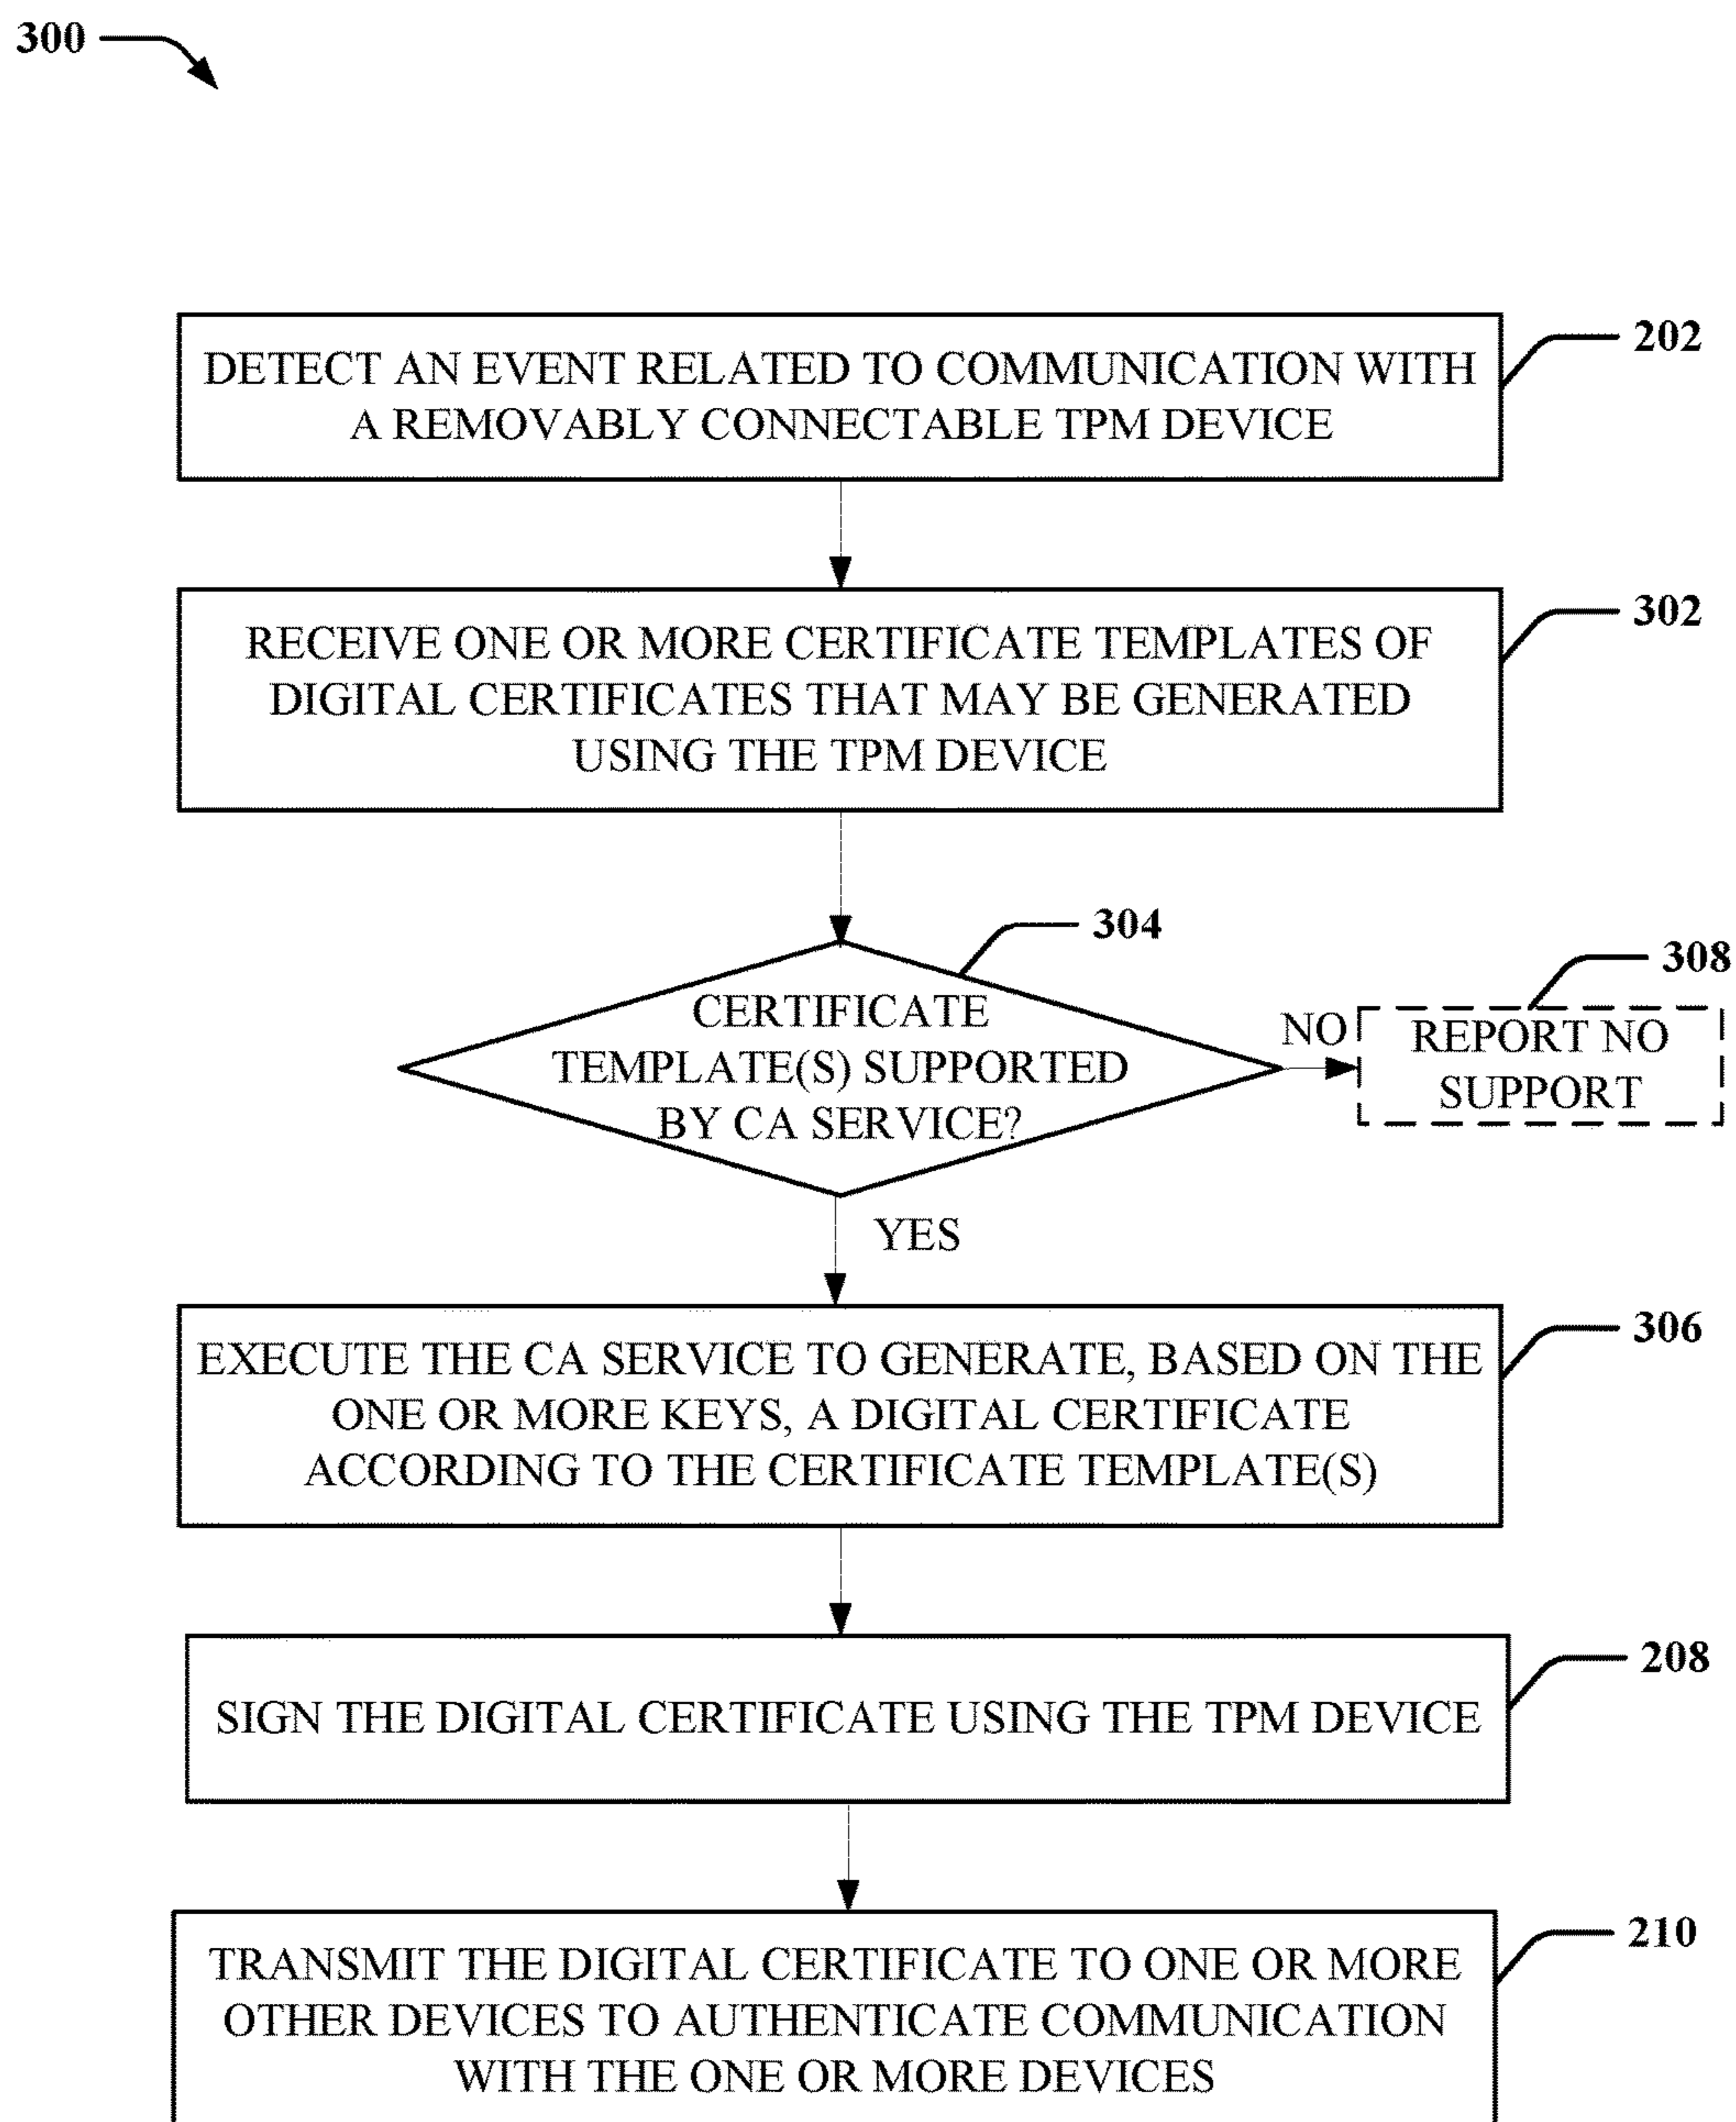 300
202
DETECT AN EVENT RELATED TO COMMUNICATION WITH
A REMOVABLY CONNECTABLE TPM DEVICE
302
RECEIVE ONE OR MORE CERTIFICATE TEMPLATES OF
DIGITAL CERTIFICATES THAT MAY BE GENERATED
USING THE TPM DEVICE
304
CERTIFICATE
TEMPLATE(S) SUPPORTED
BY CA SERVICE?
NO
308
REPORT NO
SUPPORT
YES
306
EXECUTE THE CA SERVICE TO GENERATE, BASED ON THE
ONE OR MORE KEYS, A DIGITAL CERTIFICATE
ACCORDING TO THE CERTIFICATE TEMPLATE(S)
208
SIGN THE DIGITAL CERTIFICATE USING THE TPM DEVICE
210
TRANSMIT THE DIGITAL CERTIFICATE TO ONE OR MORE
OTHER DEVICES TO AUTHENTICATE COMMUNICATION
WITH THE ONE OR MORE DEVICES